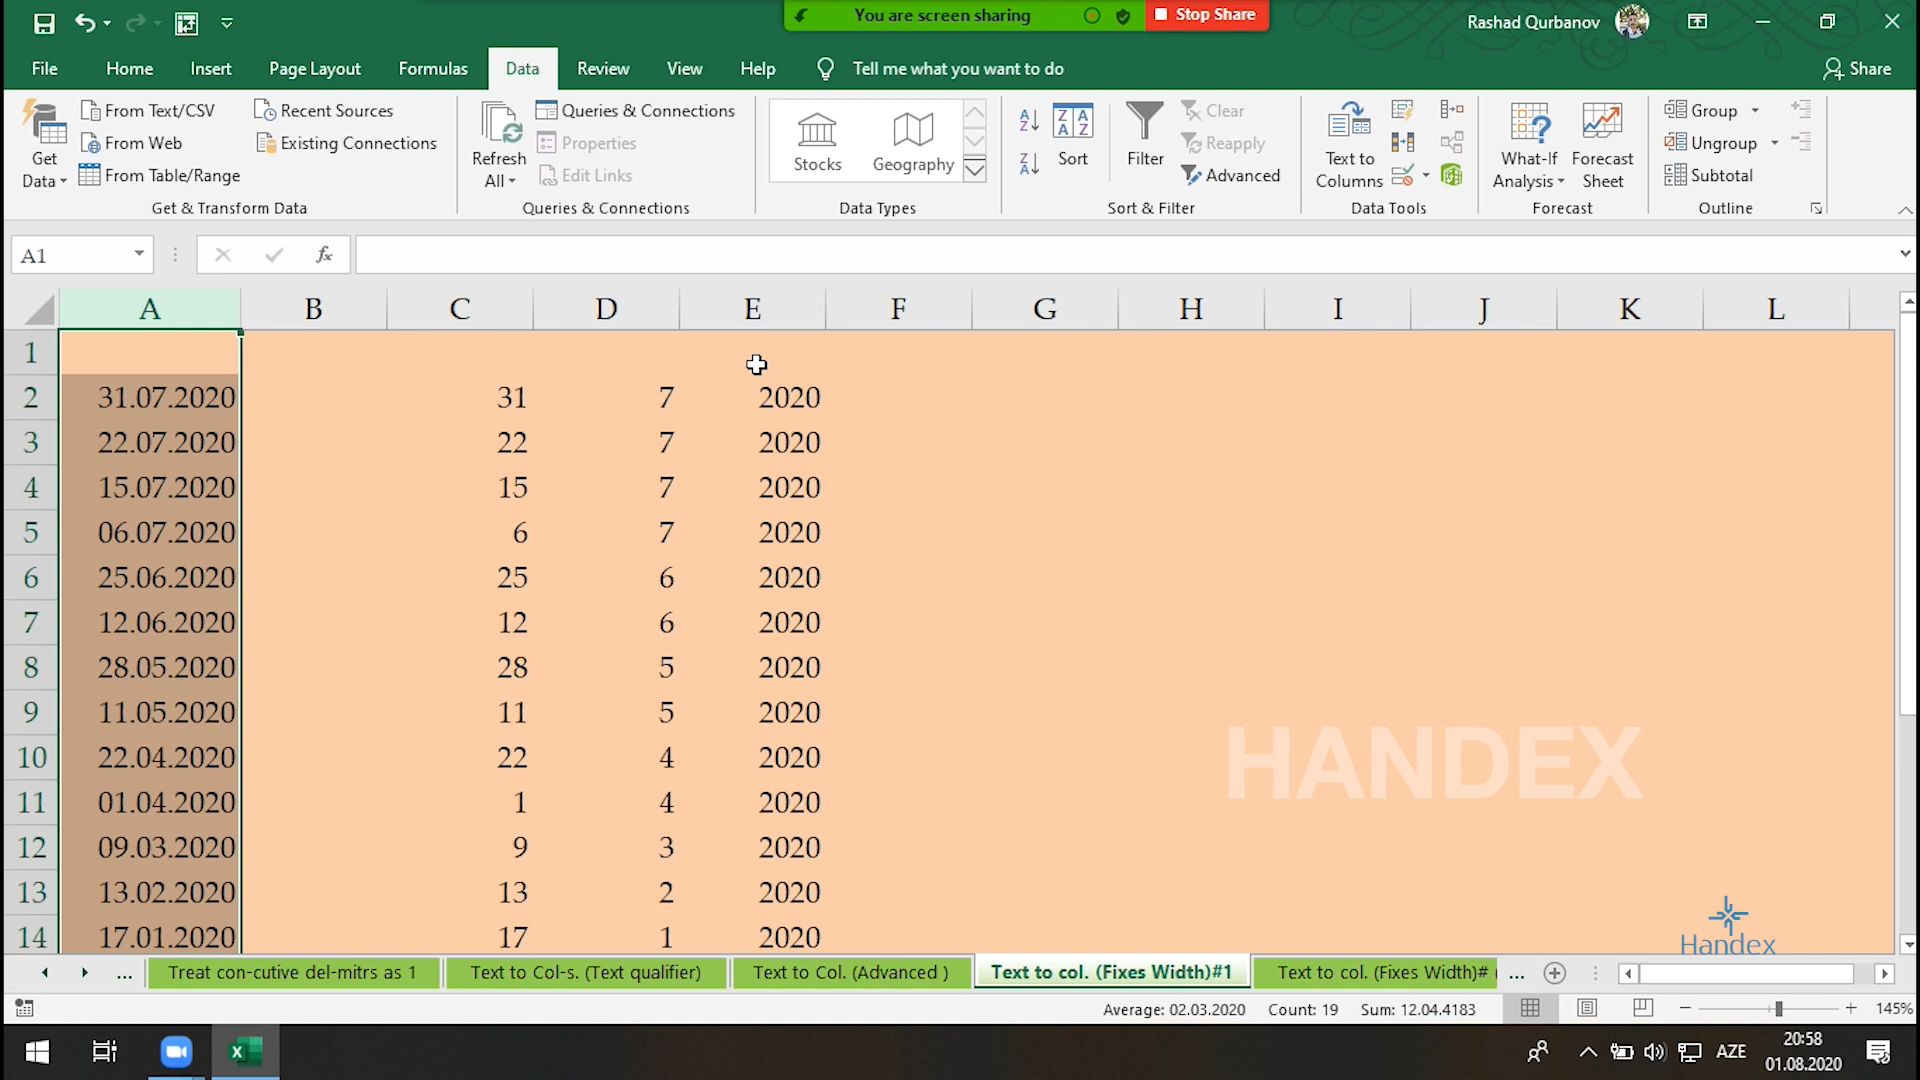 You are screen sharing
Stop Share
Rashad Qurbanov
File Home Insert Page Layout Formulas Data Review View Help Tell me what you want to do Share
Get Data
From Text/CSV
From Web
From Table/Range
Recent Sources
Existing Connections
Get & Transform Data
Refresh All
Queries & Connections
Properties
Edit Links
Queries & Connections
Stocks
Geography
Data Types
Sort
Filter
Clear
Reapply
Advanced
Sort & Filter
Text to Columns
Data Tools
What-If Analysis
Forecast Sheet
Forecast
Group
Ungroup
Subtotal
Outline
A1
fx
A B C D E F G H I J K L
1
2 31.07.2020 31 7 2020
3 22.07.2020 22 7 2020
4 15.07.2020 15 7 2020
5 06.07.2020 6 7 2020
6 25.06.2020 25 6 2020
7 12.06.2020 12 6 2020
8 28.05.2020 28 5 2020
9 11.05.2020 11 5 2020
10 22.04.2020 22 4 2020
11 01.04.2020 1 4 2020
12 09.03.2020 9 3 2020
13 13.02.2020 13 2 2020
14 17.01.2020 17 1 2020
HANDEX
Handex
... Treat con-cutive del-mitrs as 1 Text to Col-s. (Text qualifier) Text to Col. (Advanced ) Text to col. (Fixes Width)#1 Text to col. (Fixes Width)# ( ...
Average: 02.03.2020 Count: 19 Sum: 12.04.4183 145%
AZE
20:58
01.08.2020